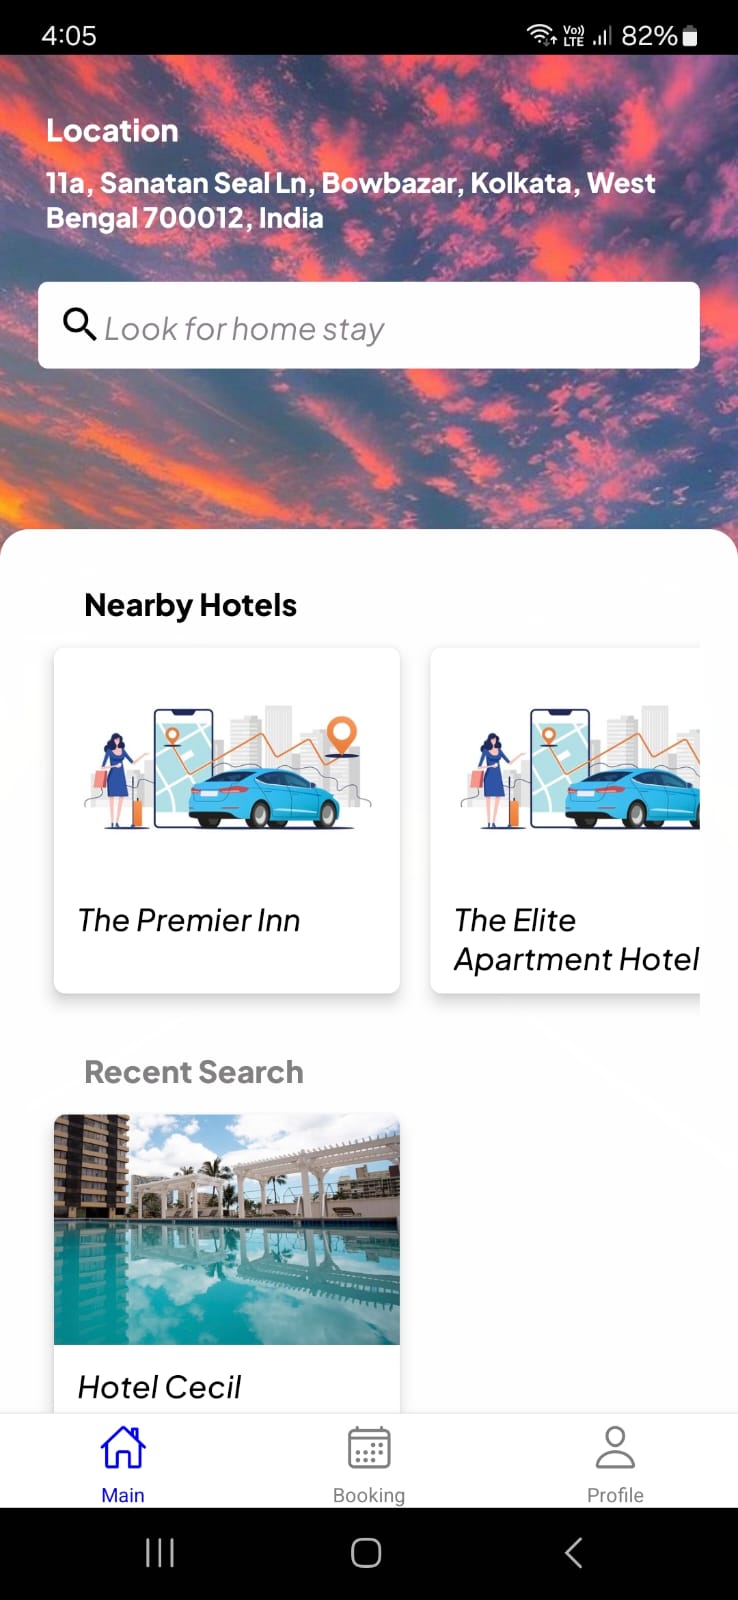 4:05
Vo))
LTE
82%
Location
11a, Sanatan Seal Ln, Bowbazar, Kolkata, West
Bengal 700012, India
Look for home stay
Nearby Hotels
The Premier Inn
The Elite
Apartment Hotel
Recent Search
Hotel Cecil
Main
Booking
Profile